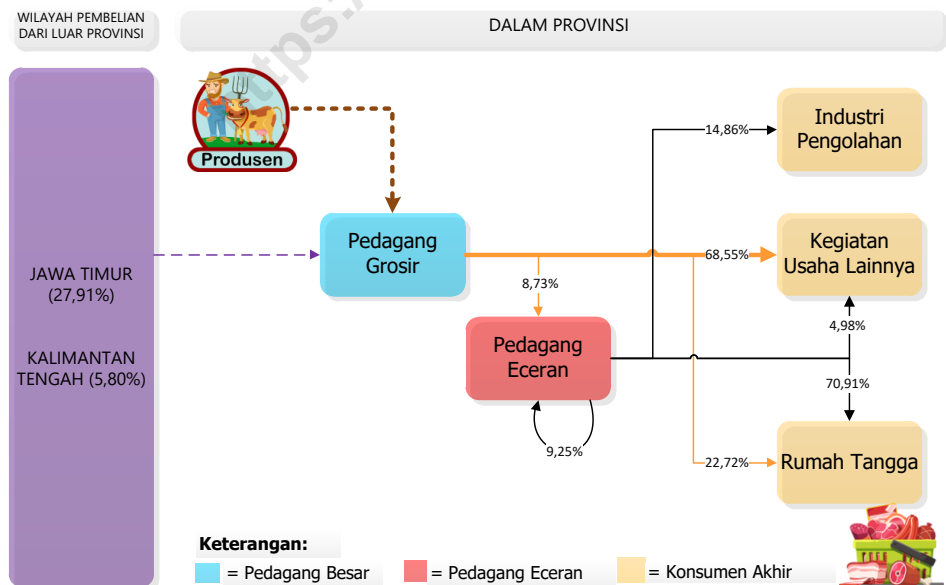 WILAYAH PEMBELIAN
DARI LUAR PROVINSI
DALAM PROVINSI
ttps:/
Produsen
14,86%
Industri
Pengolahan
JAWA TIMUR
(27,91%)
KALIMANTAN
TENGAH (5,80%)
Pedagang
Grosir
68,55%
Kegiatan
Usaha Lainnya
8,73%
4,98%
Pedagang
Eceran
70,91%
9,25%
22,72%
Rumah Tangga
Keterangan:
= Pedagang Besar
= Pedagang Eceran
= Konsumen Akhir